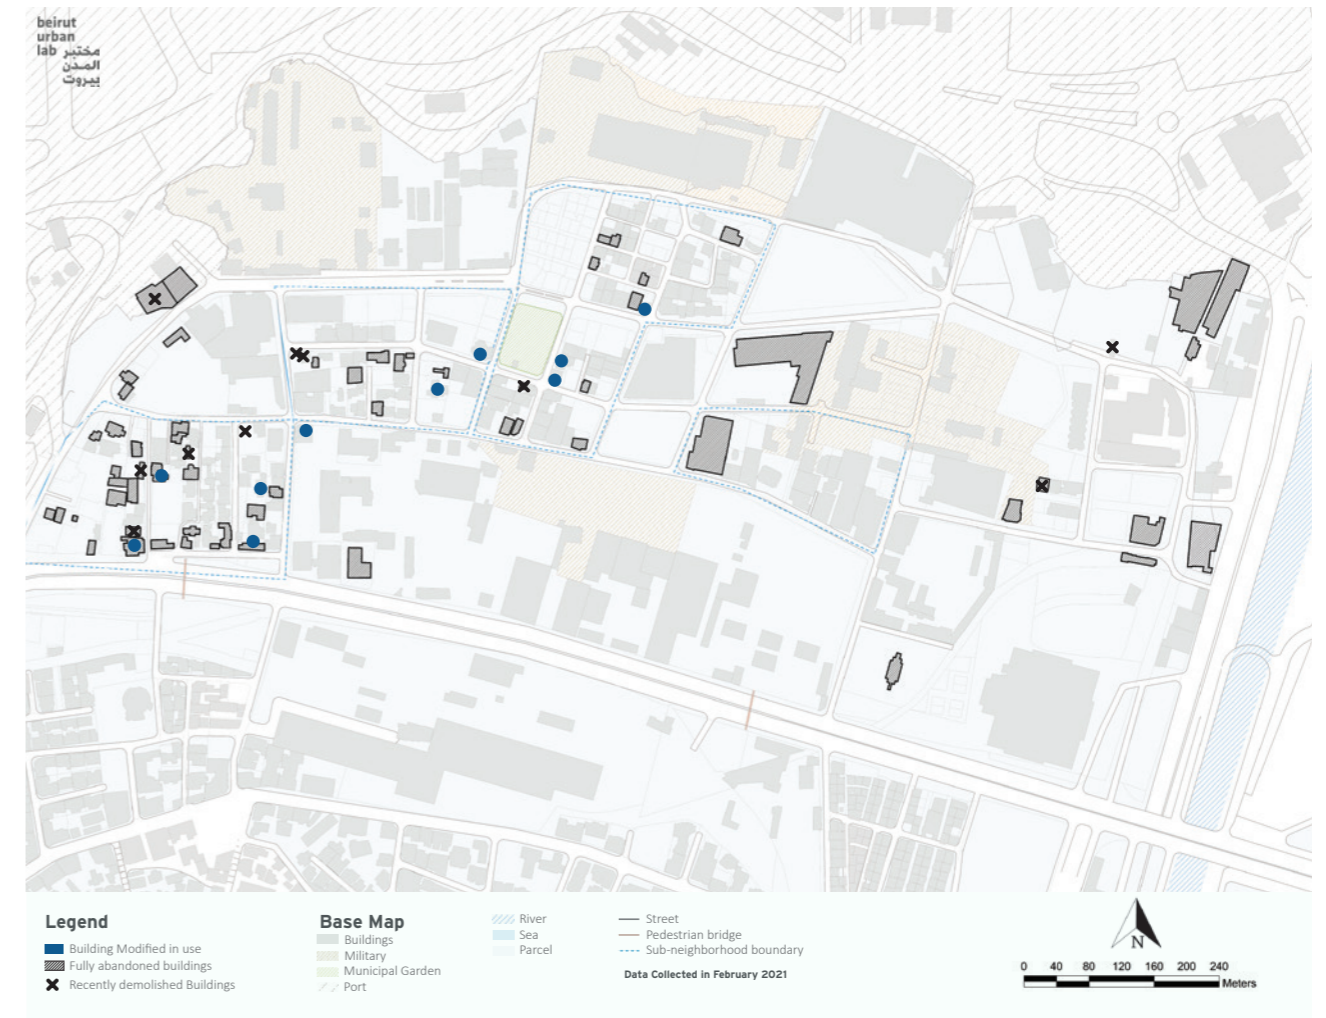 beirut
urban
lab مختبر
المدن
بيروت
Legend
Building Modified in use
Fully abandoned buildings
Recently demolished Buildings
Base Map
Buildings
Military
Municipal Garden
Port
River
Sea
Parcel
Street
Pedestrian bridge
Sub-neighborhood boundary
Data Collected in February 2021
N
0 40 80 120 160 200 240
Meters